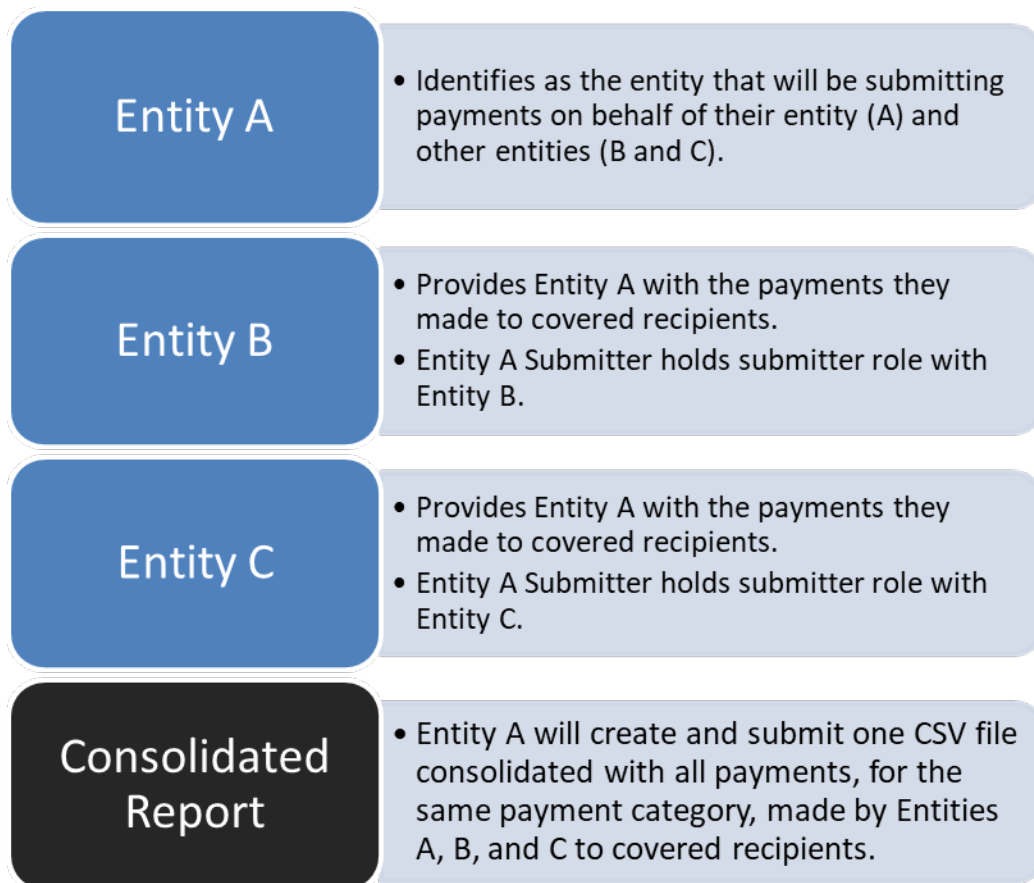 Entity A
• Identifies as the entity that will be submitting
payments on behalf of their entity (A) and
other entities (B and C).
Entity B
• Provides Entity A with the payments they
made to covered recipients.
• Entity A Submitter holds submitter role with
Entity B.
Entity C
• Provides Entity A with the payments they
made to covered recipients.
• Entity A Submitter holds submitter role with
Entity C.
Consolidated
Report
• Entity A will create and submit one CSV file
consolidated with all payments, for the
same payment category, made by Entities
A, B, and C to covered recipients.